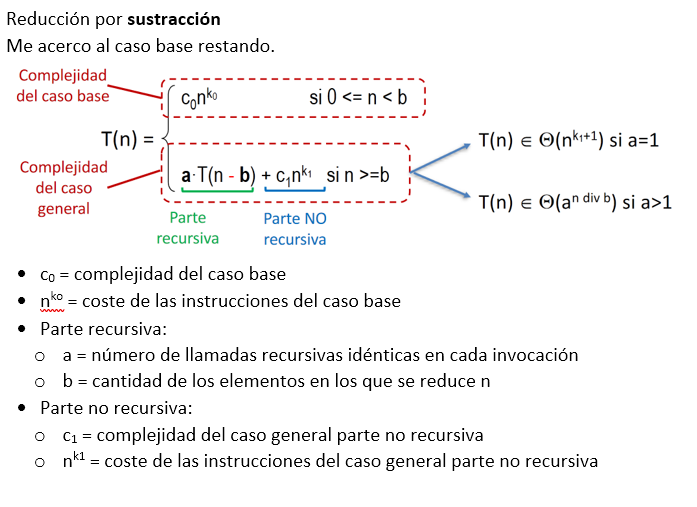 Reducción por sustracción
Me acerco al caso base restando.
Complejidad
del caso base
c₀nᵏ⁰ si 0 <= n < b
T(n) =
Complejidad
del caso
general
a·T(n - b) + c₁nᵏ¹ si n >=b
Parte
recursiva
Parte NO
recursiva
T(n) ∈ Θ(nᵏ¹⁺¹) si a=1
T(n) ∈ Θ(aⁿ ᵈⁱᵛ ᵇ) si a>1
• c₀ = complejidad del caso base
• nᵏᵒ = coste de las instrucciones del caso base
• Parte recursiva:
o a = número de llamadas recursivas idénticas en cada invocación
o b = cantidad de los elementos en los que se reduce n
• Parte no recursiva:
o c₁ = complejidad del caso general parte no recursiva
o nᵏ¹ = coste de las instrucciones del caso general parte no recursiva